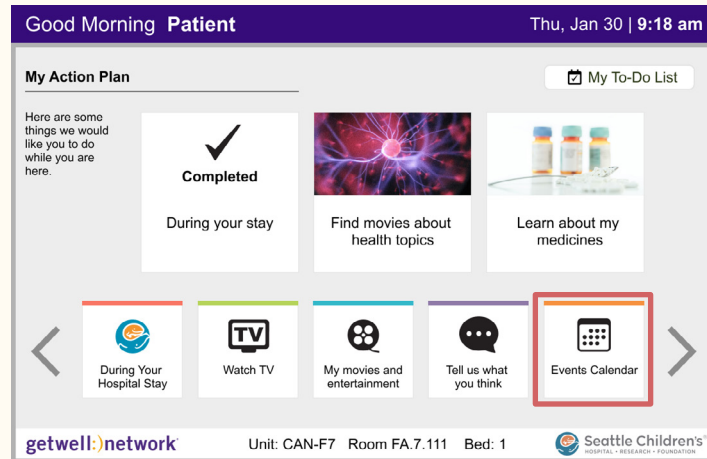 Good Morning Patient
Thu, Jan 30 | 9:18 am
My Action Plan
My To-Do List
Here are some
things we would
like you to do
while you are
here.
Completed
During your stay
Find movies about
health topics
Learn about my
medicines
During Your
Hospital Stay
TV
Watch TV
My movies and
entertainment
Tell us what
you think
Events Calendar
getwell:)network
Unit: CAN-F7 Room FA.7.111 Bed: 1
Seattle Children's®
HOSPITAL • RESEARCH • FOUNDATION